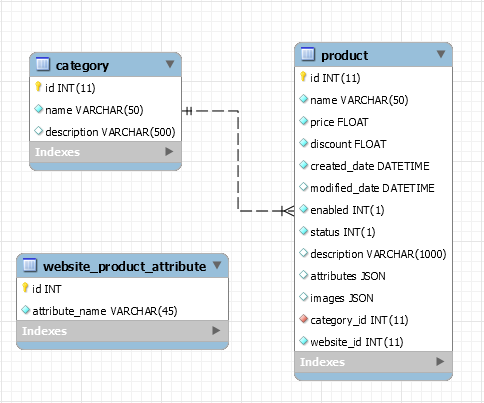 category
id INT(11)
name VARCHAR(50)
description VARCHAR(500)
Indexes
product
id INT(11)
name VARCHAR(50)
price FLOAT
discount FLOAT
created_date DATETIME
modified_date DATETIME
enabled INT(1)
status INT(1)
description VARCHAR(1000)
attributes JSON
images JSON
category_id INT(11)
website_id INT(11)
Indexes
website_product_attribute
id INT
attribute_name VARCHAR(45)
Indexes